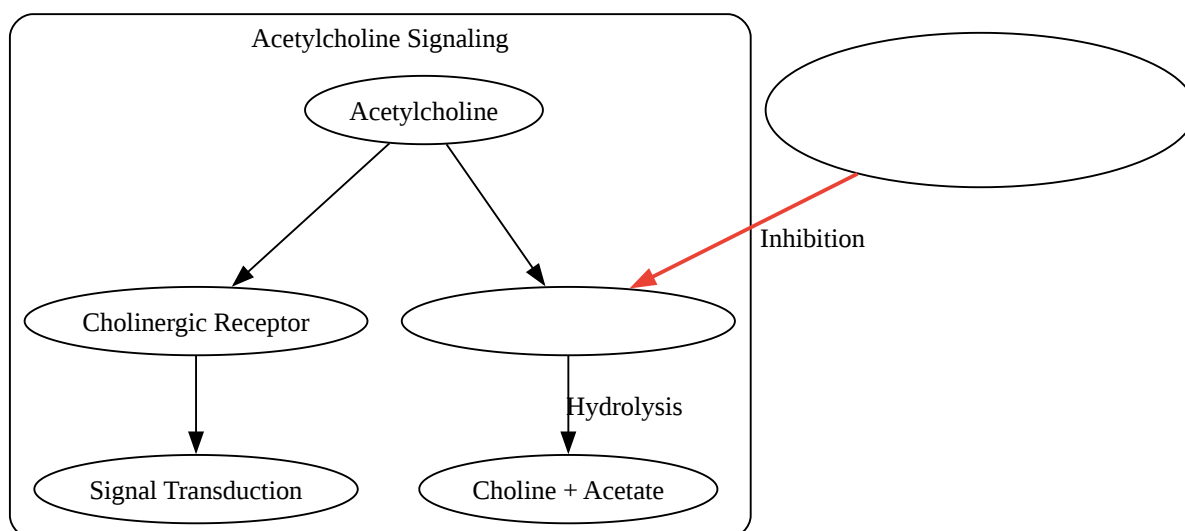 Acetylcholine Signaling
Acetylcholine
Inhibition
Cholinergic Receptor
Hydrolysis
Signal Transduction
Choline + Acetate